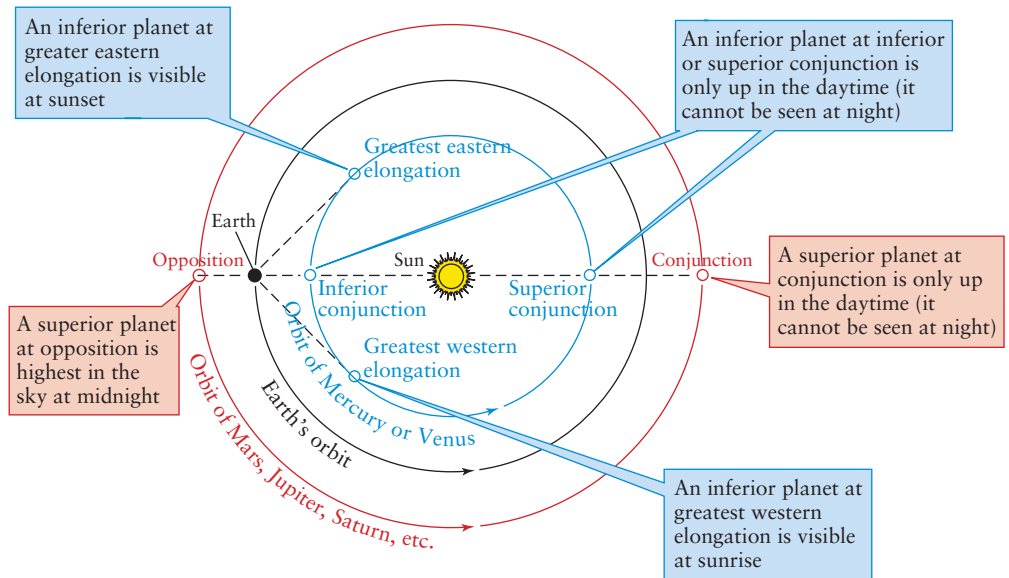 An inferior planet at
greater eastern
elongation is visible
at sunset
An inferior planet at inferior
or superior conjunction is
only up in the daytime (it
cannot be seen at night)
Greatest eastern
elongation
Earth
Opposition
Sun
Conjunction
Inferior
conjunction
Superior
conjunction
A superior planet at
conjunction is only up
in the daytime (it
cannot be seen at night)
A superior planet
at opposition is
highest in the
sky at midnight
Greatest western
elongation
Orbit of Mercury or Venus
Earth's orbit
Orbit of Mars, Jupiter, Saturn, etc.
An inferior planet at
greatest western
elongation is visible
at sunrise